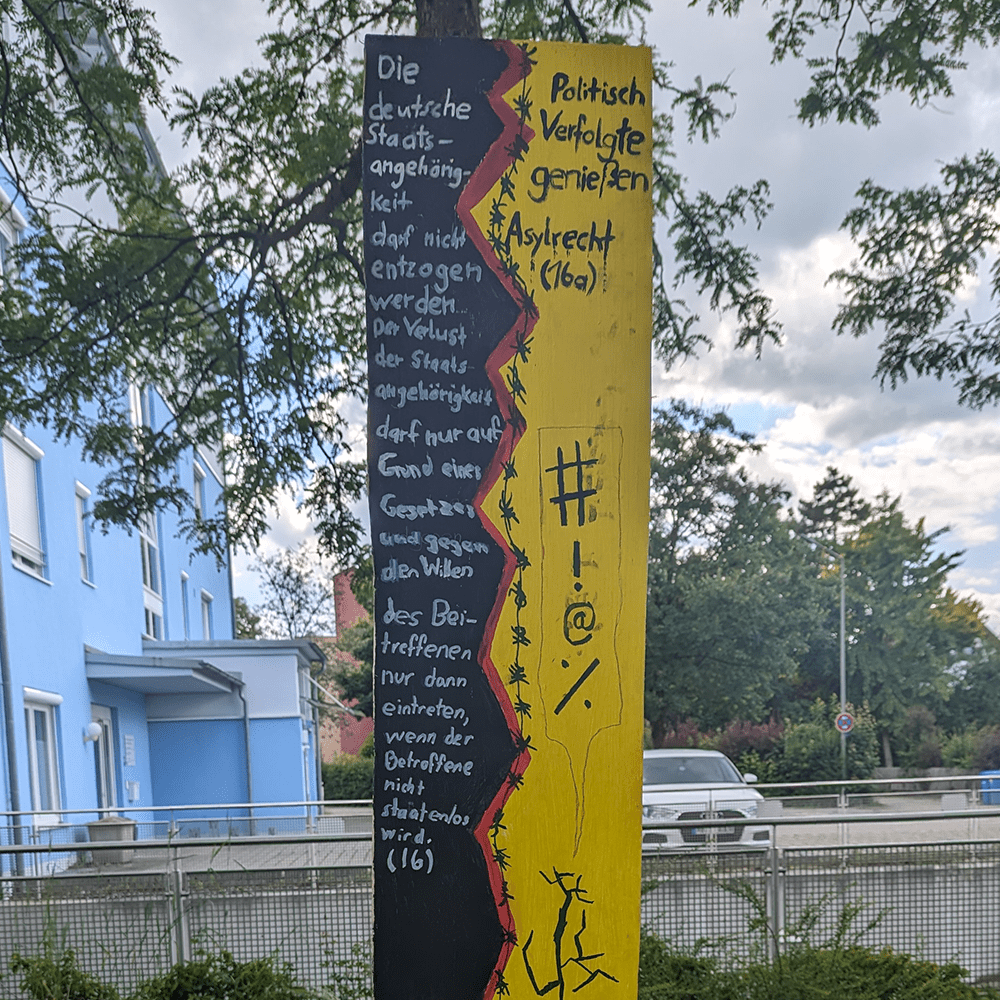 Die
deutsche
Staats-
angehörig-
keit
darf nicht
entzogen
werden.
Der Verlust
der Staats-
angehörigkeit
darf nur auf
Grund eines
Gesetzes
und gegen
den Willen
des Bei-
treffenen
nur dann
eintreten,
wenn der
Betroffene
nicht
staatenlos
wird.
(16)
Politisch
Verfolgte
genießen
Asylrecht
(16a)
#
!
@
%